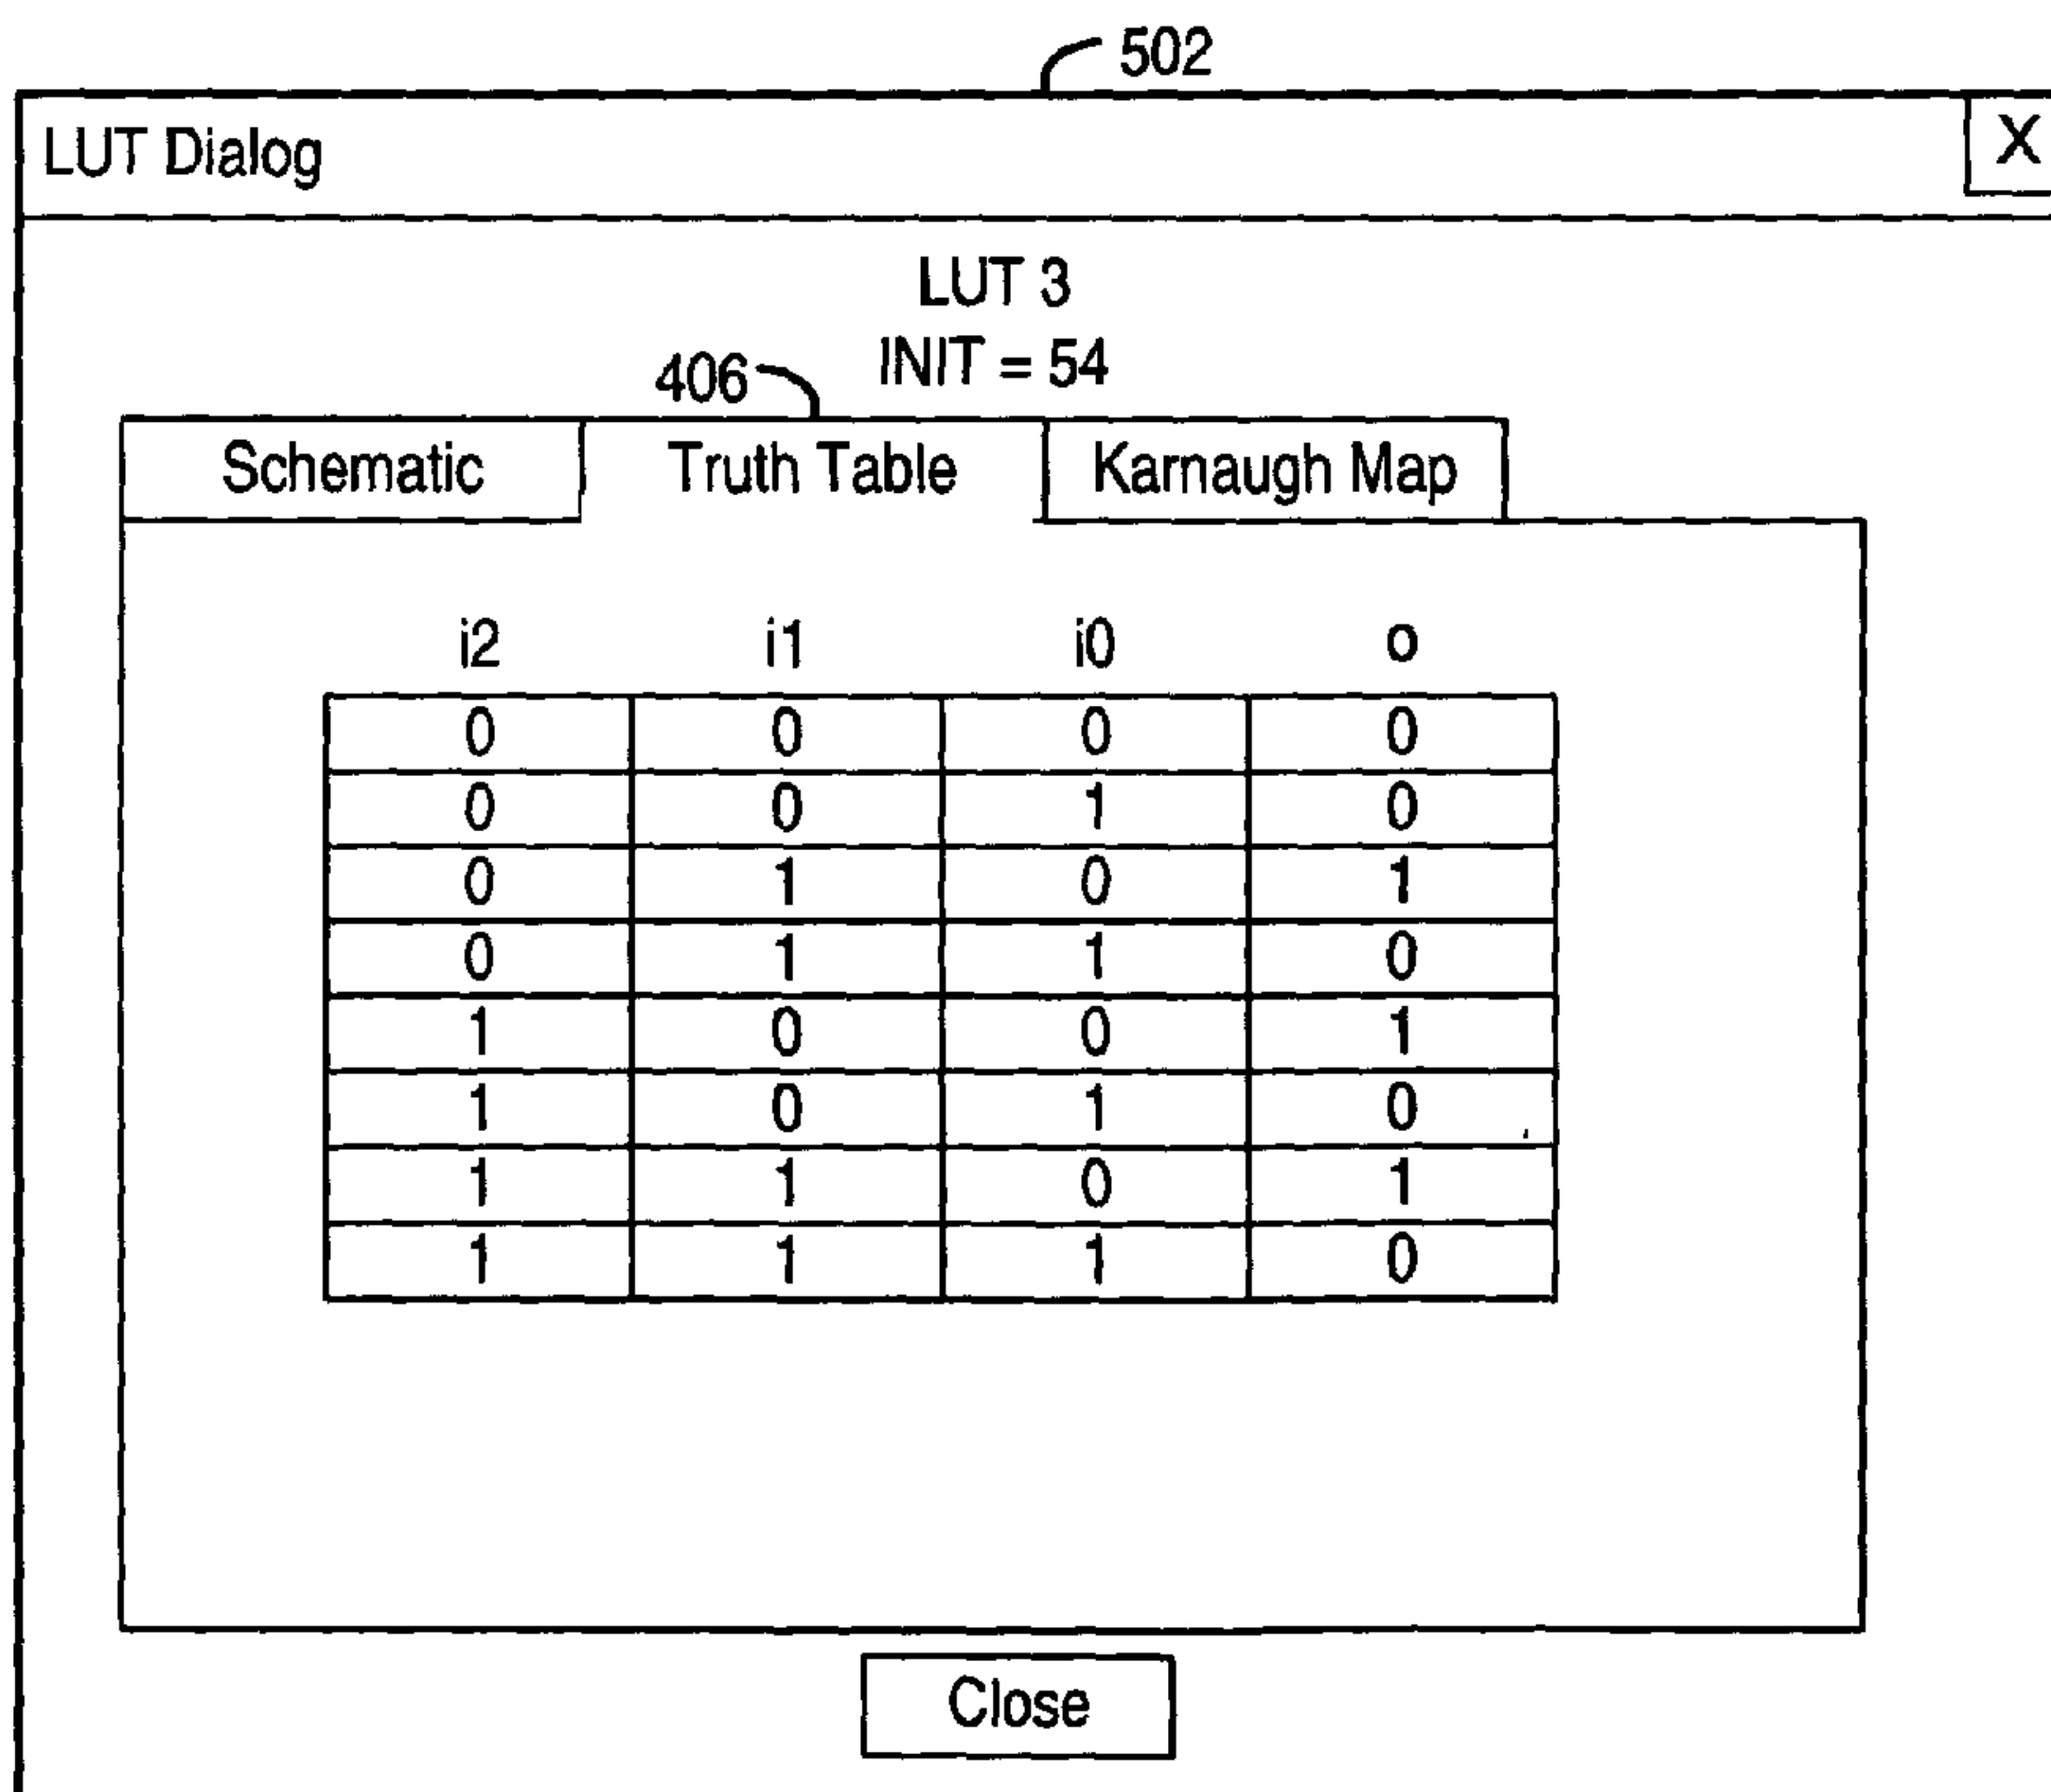 502
LUT Dialog X
LUT 3
INIT = 54
406
Schematic Truth Table Karnaugh Map
i2 i1 i0 o
0 0 0 0
0 0 1 0
0 1 0 1
0 1 1 0
1 0 0 1
1 0 1 0
1 1 0 1
1 1 1 0
Close